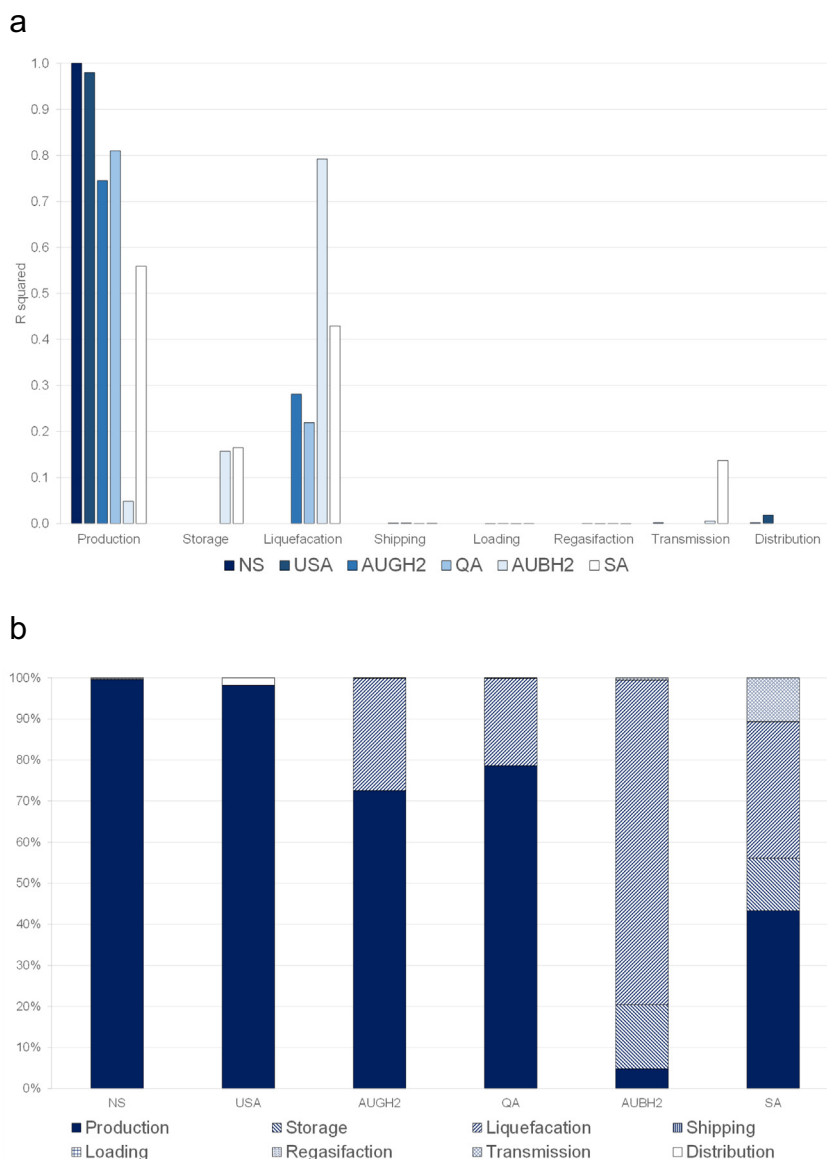 a
1.0
0.9
0.8
0.7
0.6
0.5
0.4
0.3
0.2
0.1
0.0
R squared
Production Storage Liquefacation Shipping Loading Regasifaction Transmission Distribution
NS USA AUGH2 QA AUBH2 SA
b
100%
90%
80%
70%
60%
50%
40%
30%
20%
10%
0%
NS USA AUGH2 QA AUBH2 SA
Production Storage Liquefacation Shipping
Loading Regasifaction Transmission Distribution